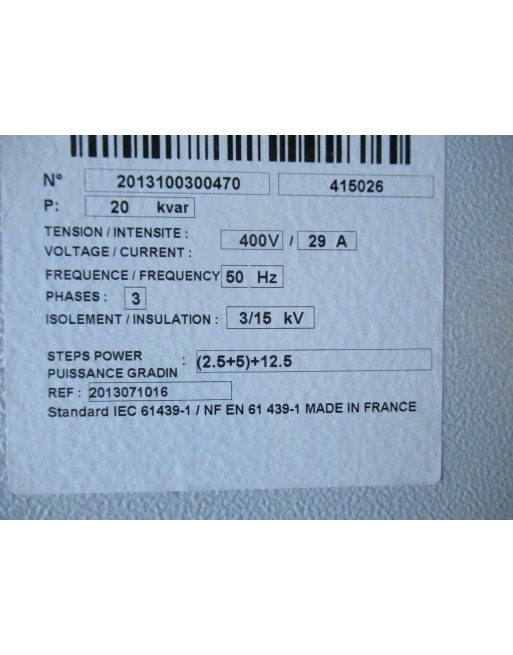 N° 2013100300470 415026
P: 20 kvar
TENSION / INTENSITE :
VOLTAGE / CURRENT : 400V / 29 A
FREQUENCE / FREQUENCY 50 Hz
PHASES : 3
ISOLEMENT / INSULATION : 3/15 kV
STEPS POWER
PUISSANCE GRADIN : (2.5+5)+12.5
REF : 2013071016
Standard IEC 61439-1 / NF EN 61 439-1 MADE IN FRANCE